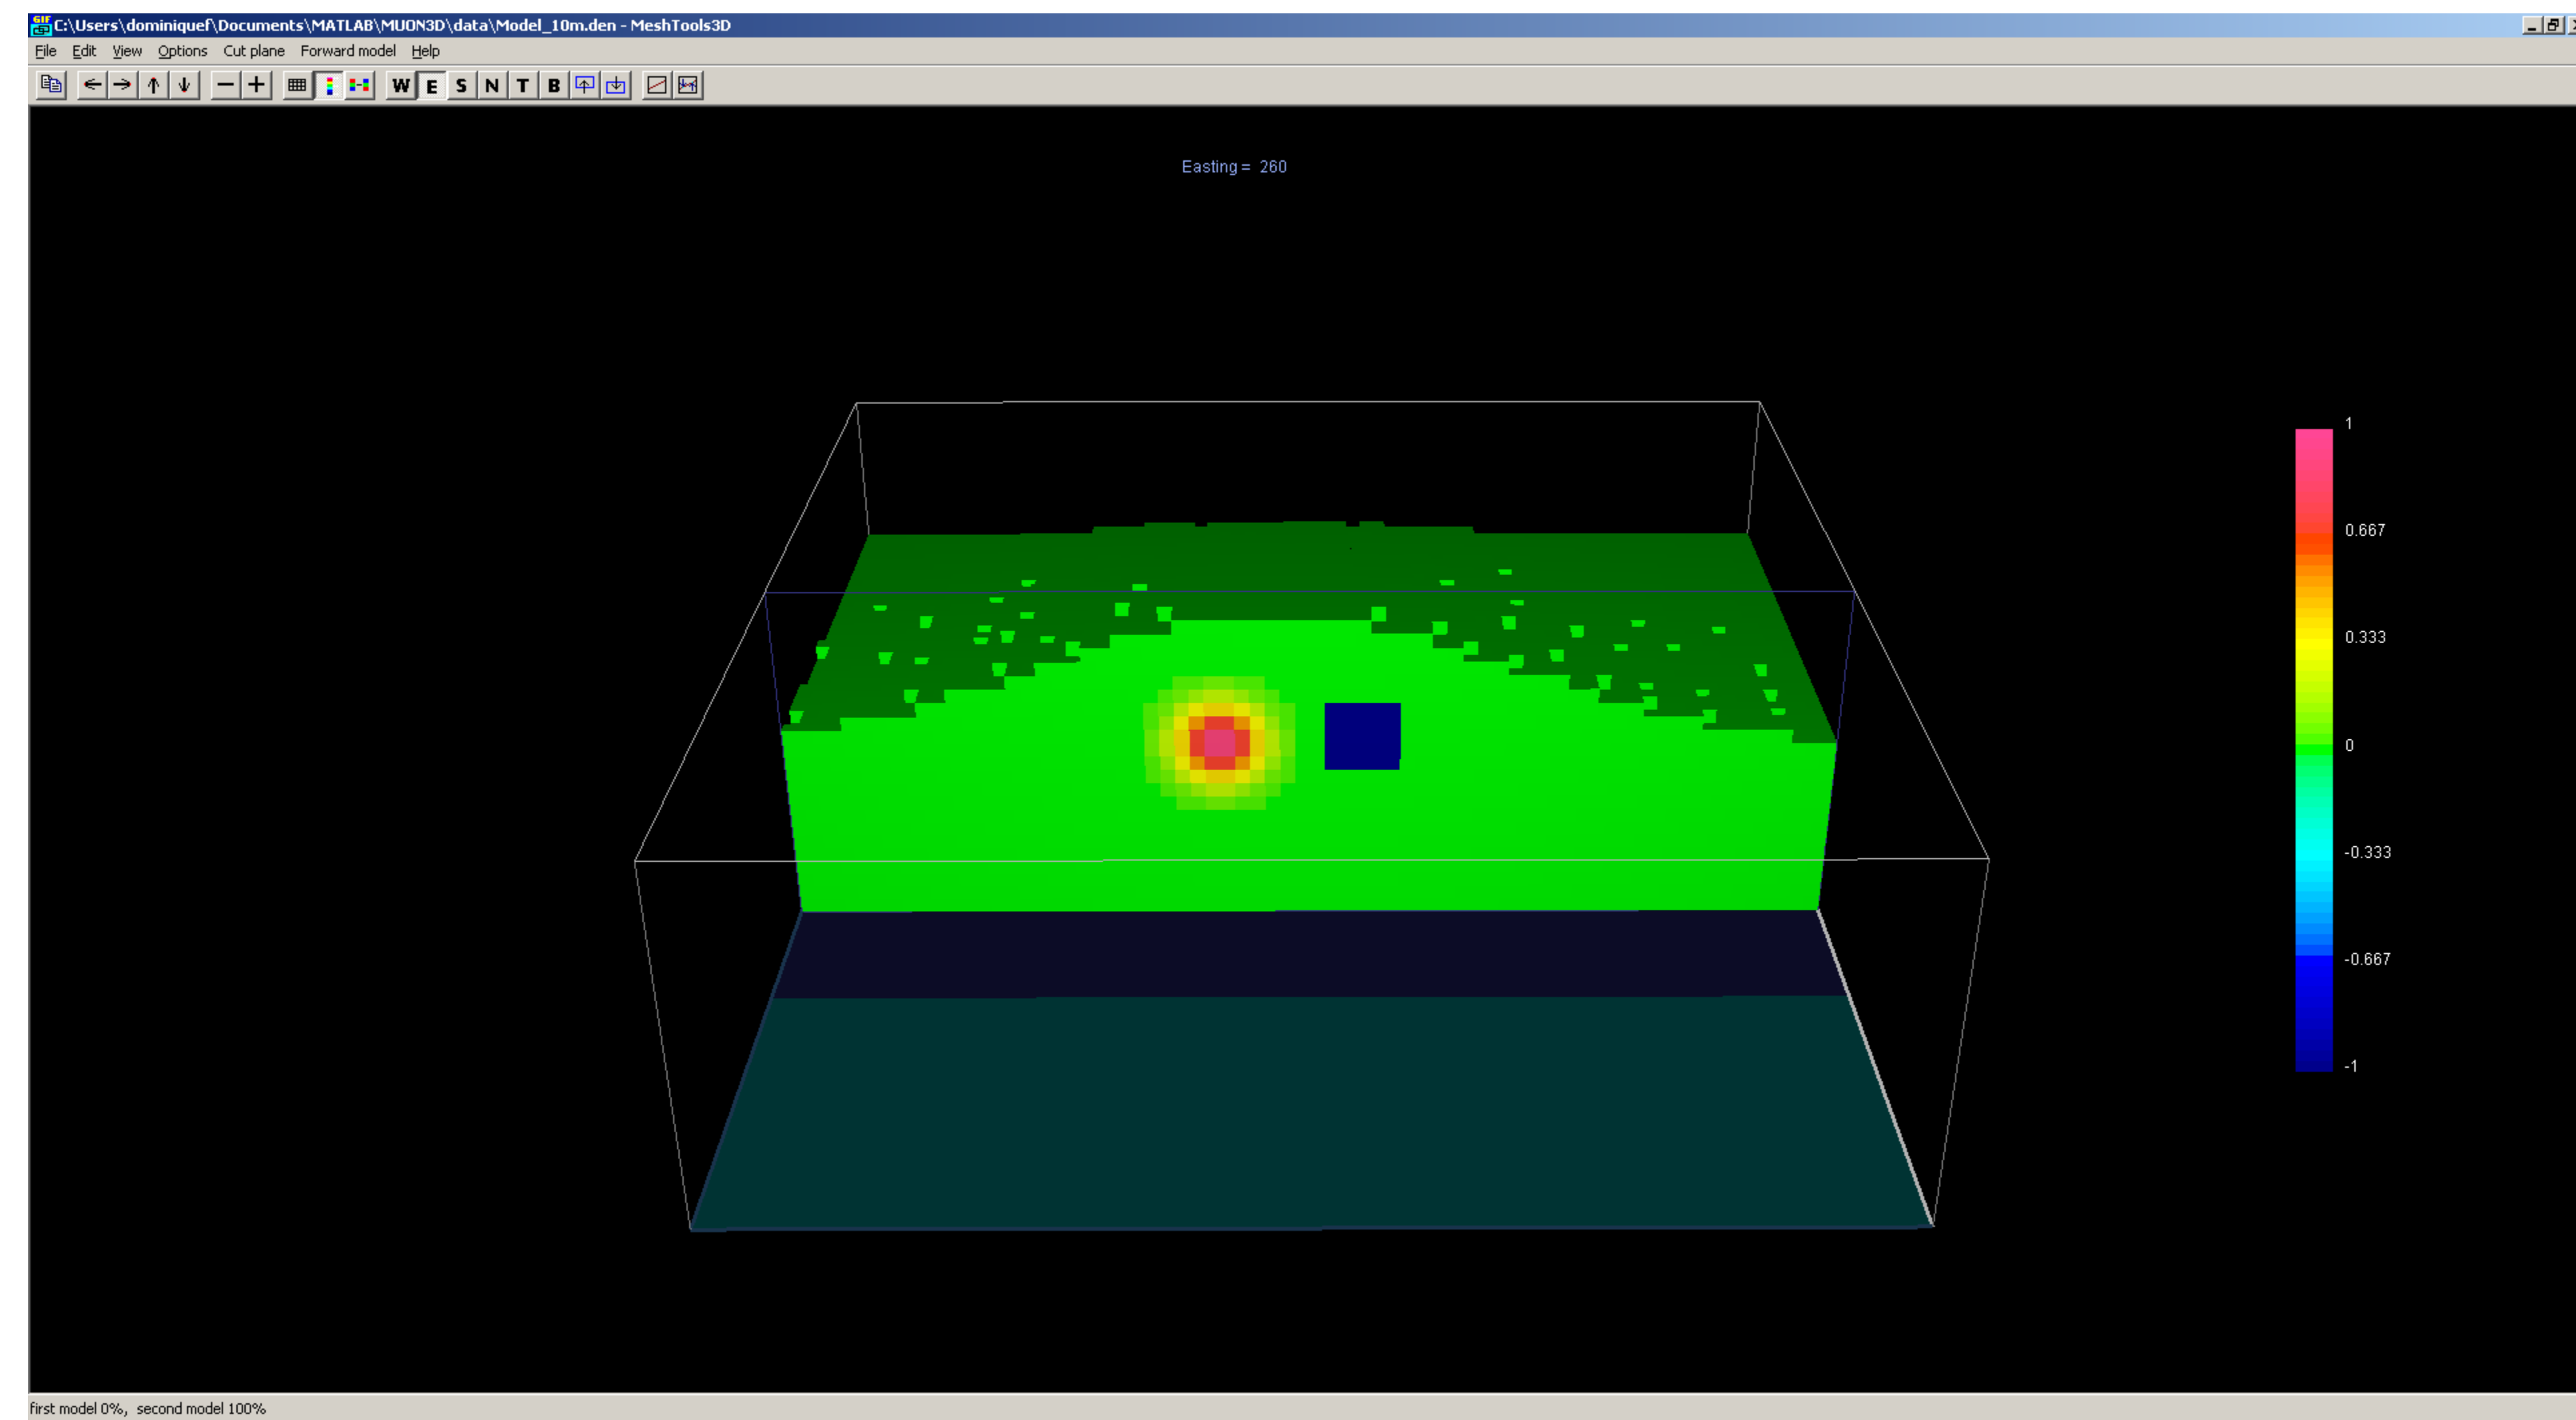 GIF C:\Users\dominiquef\Documents\MATLAB\MUON3D\data\Model_10m.den - MeshTools3D
File Edit View Options Cut plane Forward model Help
W E S N T B
Easting = 260
1
0.667
0.333
0
-0.333
-0.667
-1
first model 0%, second model 100%